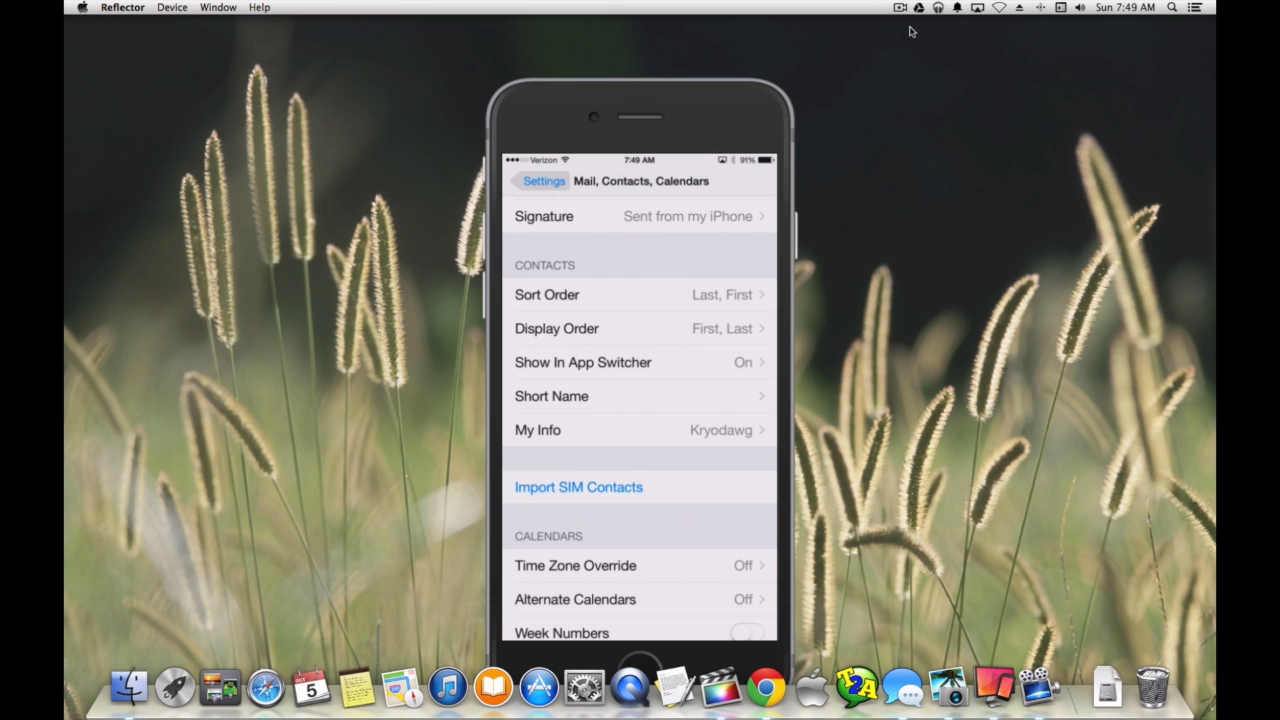 Reflector Device Window Help Sun 7:49 AM
Verizon 7:49 AM 91%
Settings Mail, Contacts, Calendars
Signature Sent from my iPhone
CONTACTS
Sort Order Last, First
Display Order First, Last
Show In App Switcher On
Short Name
My Info Kryodawg
Import SIM Contacts
CALENDARS
Time Zone Override Off
Alternate Calendars Off
Week Numbers
OCT
5
T2A